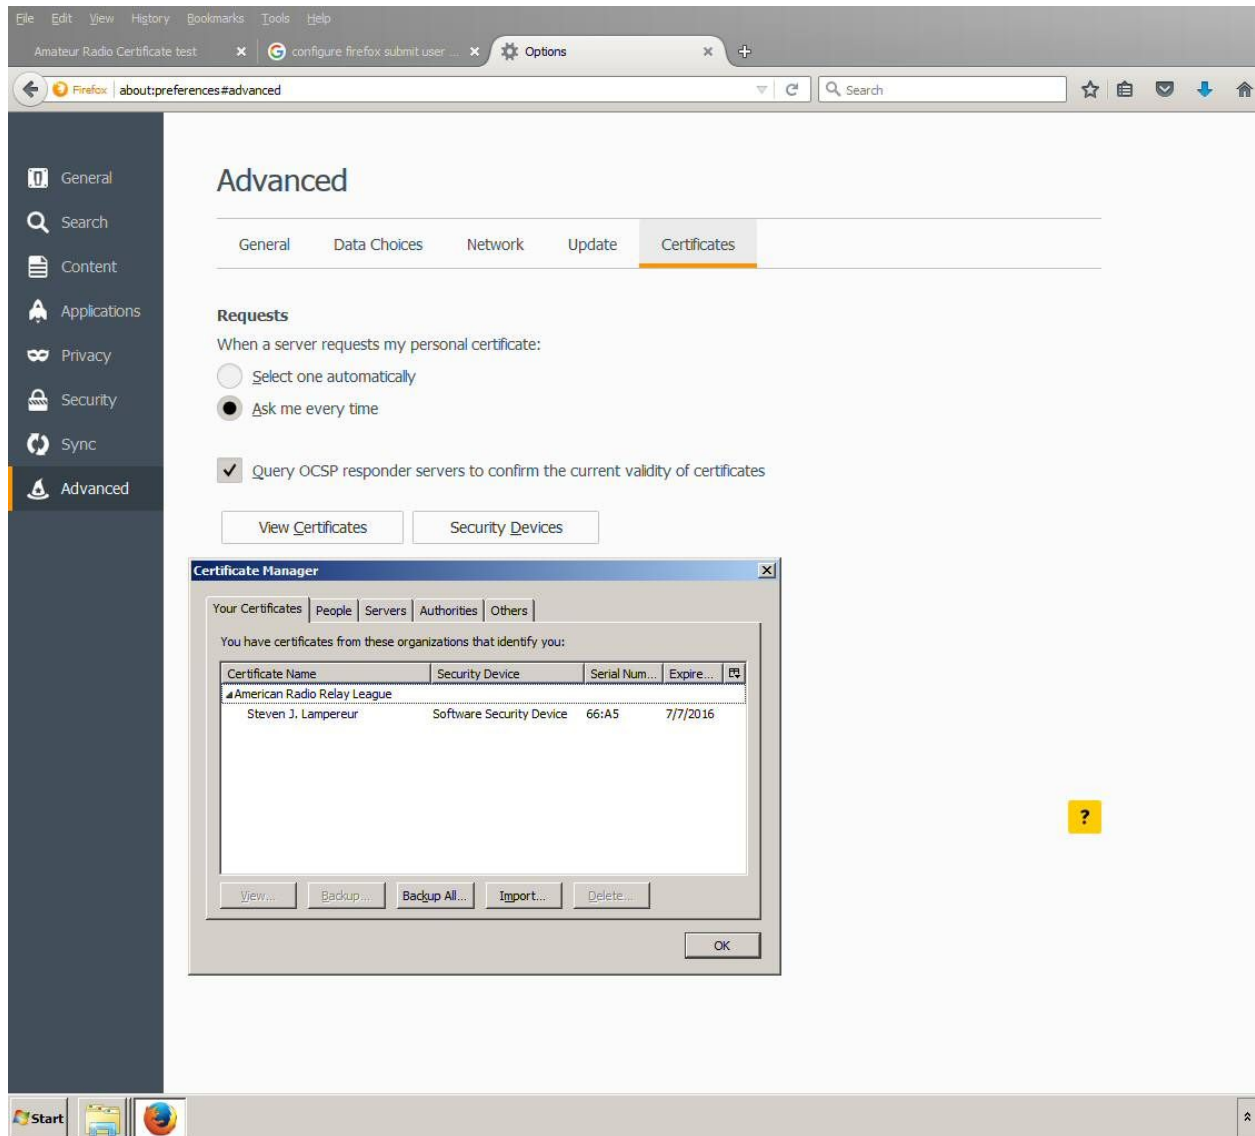 File Edit View History Bookmarks Tools Help
Amateur Radio Certificate test configure firefox submit user ... Options
Firefox about:preferences#advanced Search
General
Search
Content
Applications
Privacy
Security
Sync
Advanced
Advanced
General Data Choices Network Update Certificates
Requests
When a server requests my personal certificate:
Select one automatically
Ask me every time
Query OCSP responder servers to confirm the current validity of certificates
View Certificates Security Devices
Certificate Manager
Your Certificates People Servers Authorities Others
You have certificates from these organizations that identify you:
Certificate Name Security Device Serial Num... Expire...
American Radio Relay League
Steven J. Lampereur Software Security Device 66:A5 7/7/2016
View... Backup... Backup All... Import... Delete...
OK
?
Start